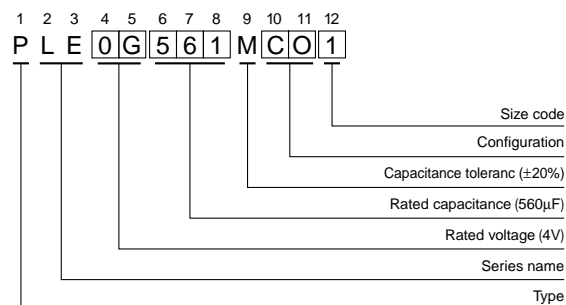 1 2 3 4 5 6 7 8 9 10 11 12
P L E 0 G 5 6 1 M C O 1
Size code
Configuration
Capacitance toleranc (±20%)
Rated capacitance (560µF)
Rated voltage (4V)
Series name
Type